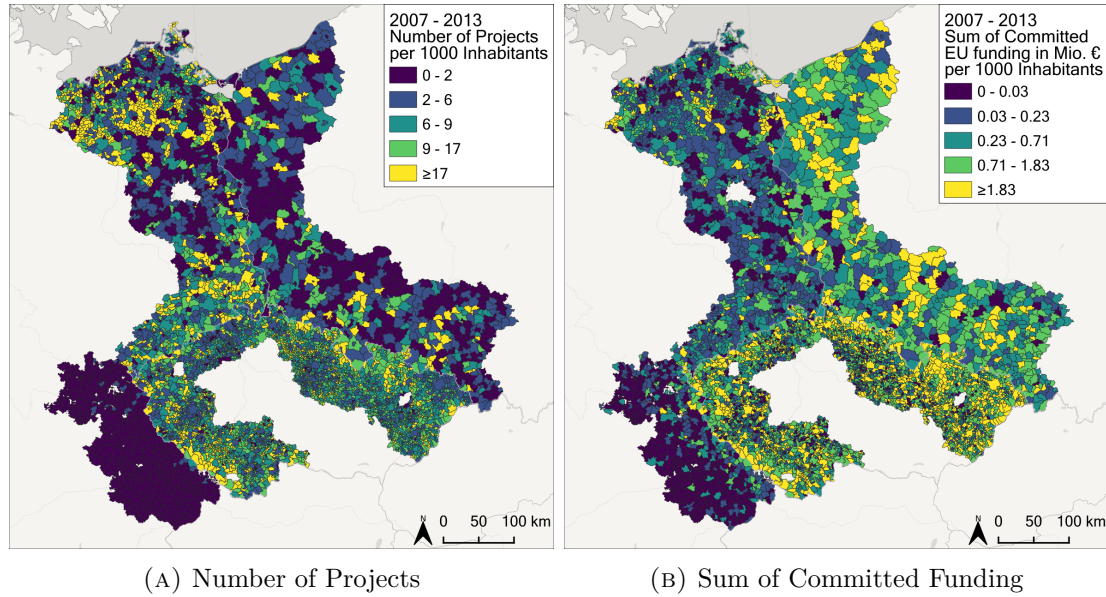 2007 - 2013
Number of Projects
per 1000 Inhabitants
0 - 2
2 - 6
6 - 9
9 - 17
≥17
N
0 50 100 km
(A) Number of Projects
2007 - 2013
Sum of Committed
EU funding in Mio. €
per 1000 Inhabitants
0 - 0.03
0.03 - 0.23
0.23 - 0.71
0.71 - 1.83
≥1.83
N
0 50 100 km
(B) Sum of Committed Funding